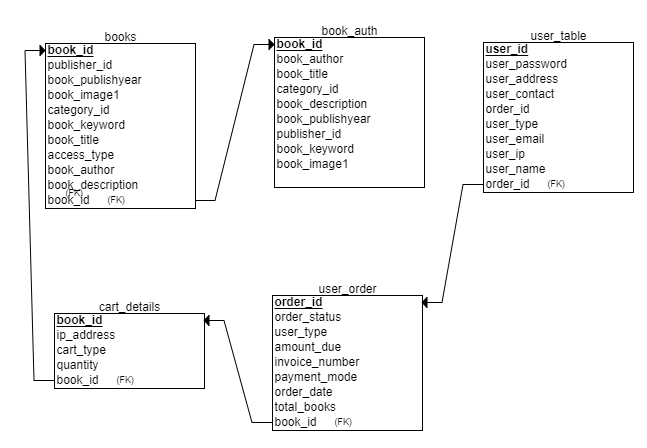 books
book_id
publisher_id
book_publishyear
book_image1
category_id
book_keyword
book_title
access_type
book_author
book_description
(FK)
book_id (FK)
book_auth
book_id
book_author
book_title
category_id
book_description
book_publishyear
publisher_id
book_keyword
book_image1
user_table
user_id
user_password
user_address
user_contact
order_id
user_type
user_email
user_ip
user_name
order_id (FK)
cart_details
book_id
ip_address
cart_type
quantity
book_id (FK)
user_order
order_id
order_status
user_type
amount_due
invoice_number
payment_mode
order_date
total_books
book_id (FK)